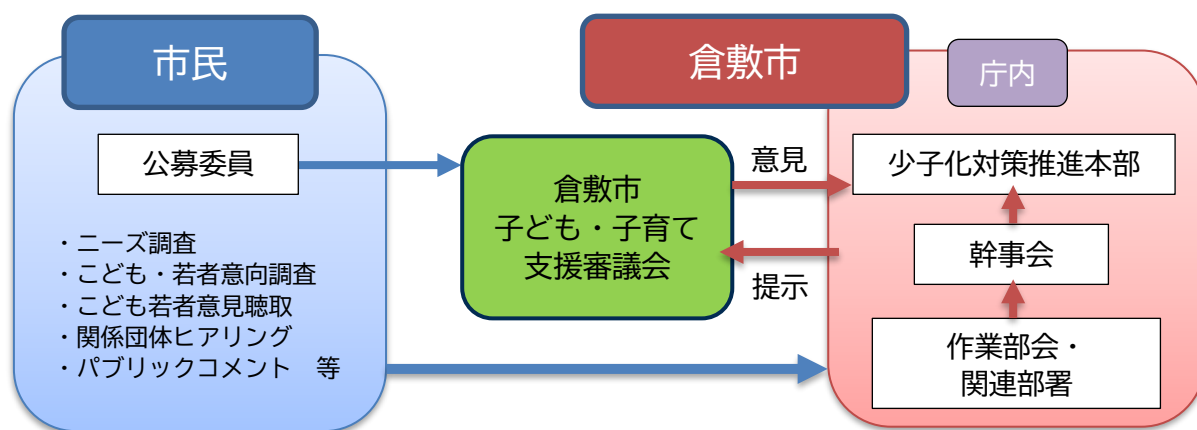 市民
公募委員
・ニーズ調査
・こども・若者意向調査
・こども若者意見聴取
・関係団体ヒアリング
・パブリックコメント　等
倉敷市
子ども・子育て
支援審議会
意見
提示
倉敷市
庁内
少子化対策推進本部
幹事会
作業部会・
関連部署